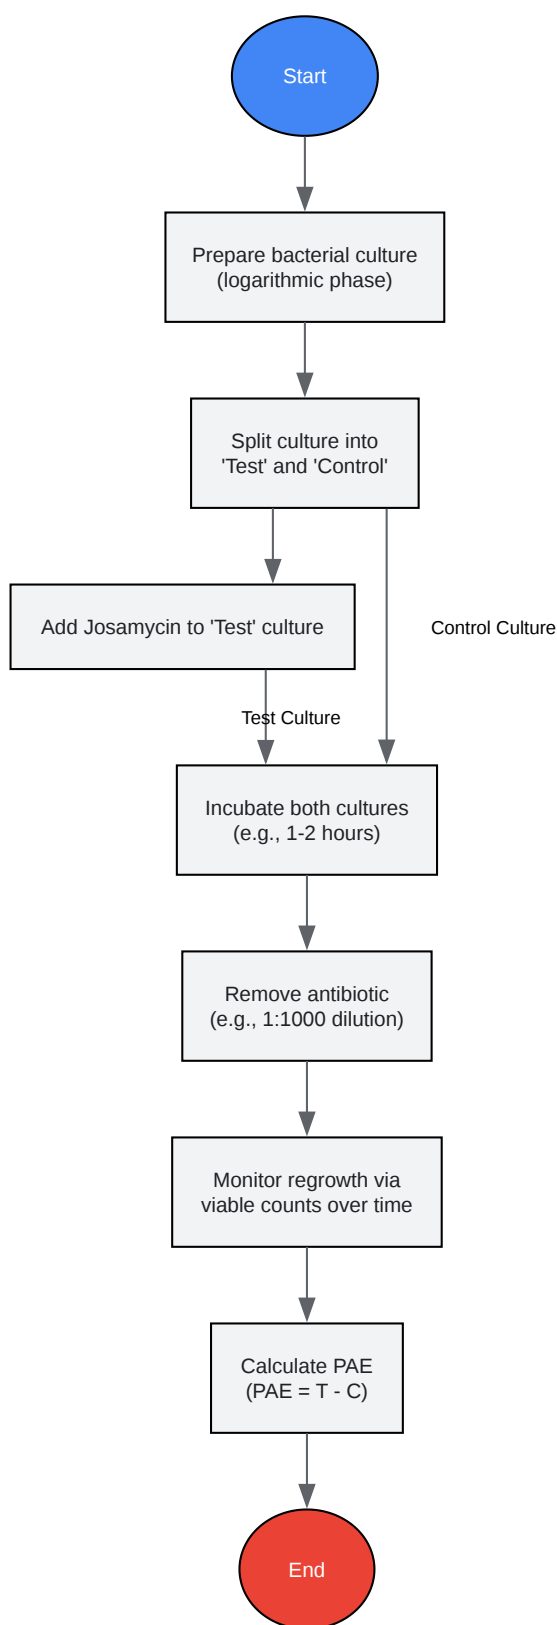 Start
Prepare bacterial culture
(logarithmic phase)
Split culture into
'Test' and 'Control'
Add Josamycin to 'Test' culture
Control Culture
Test Culture
Incubate both cultures
(e.g., 1-2 hours)
Remove antibiotic
(e.g., 1:1000 dilution)
Monitor regrowth via
viable counts over time
Calculate PAE
(PAE = T - C)
End